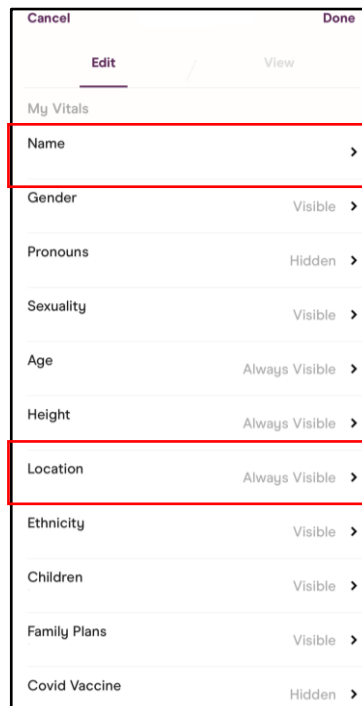 Cancel Done
Edit View
My Vitals
Name
Gender Visible
Pronouns Hidden
Sexuality Visible
Age Always Visible
Height Always Visible
Location Always Visible
Ethnicity Visible
Children Visible
Family Plans Visible
Covid Vaccine Hidden